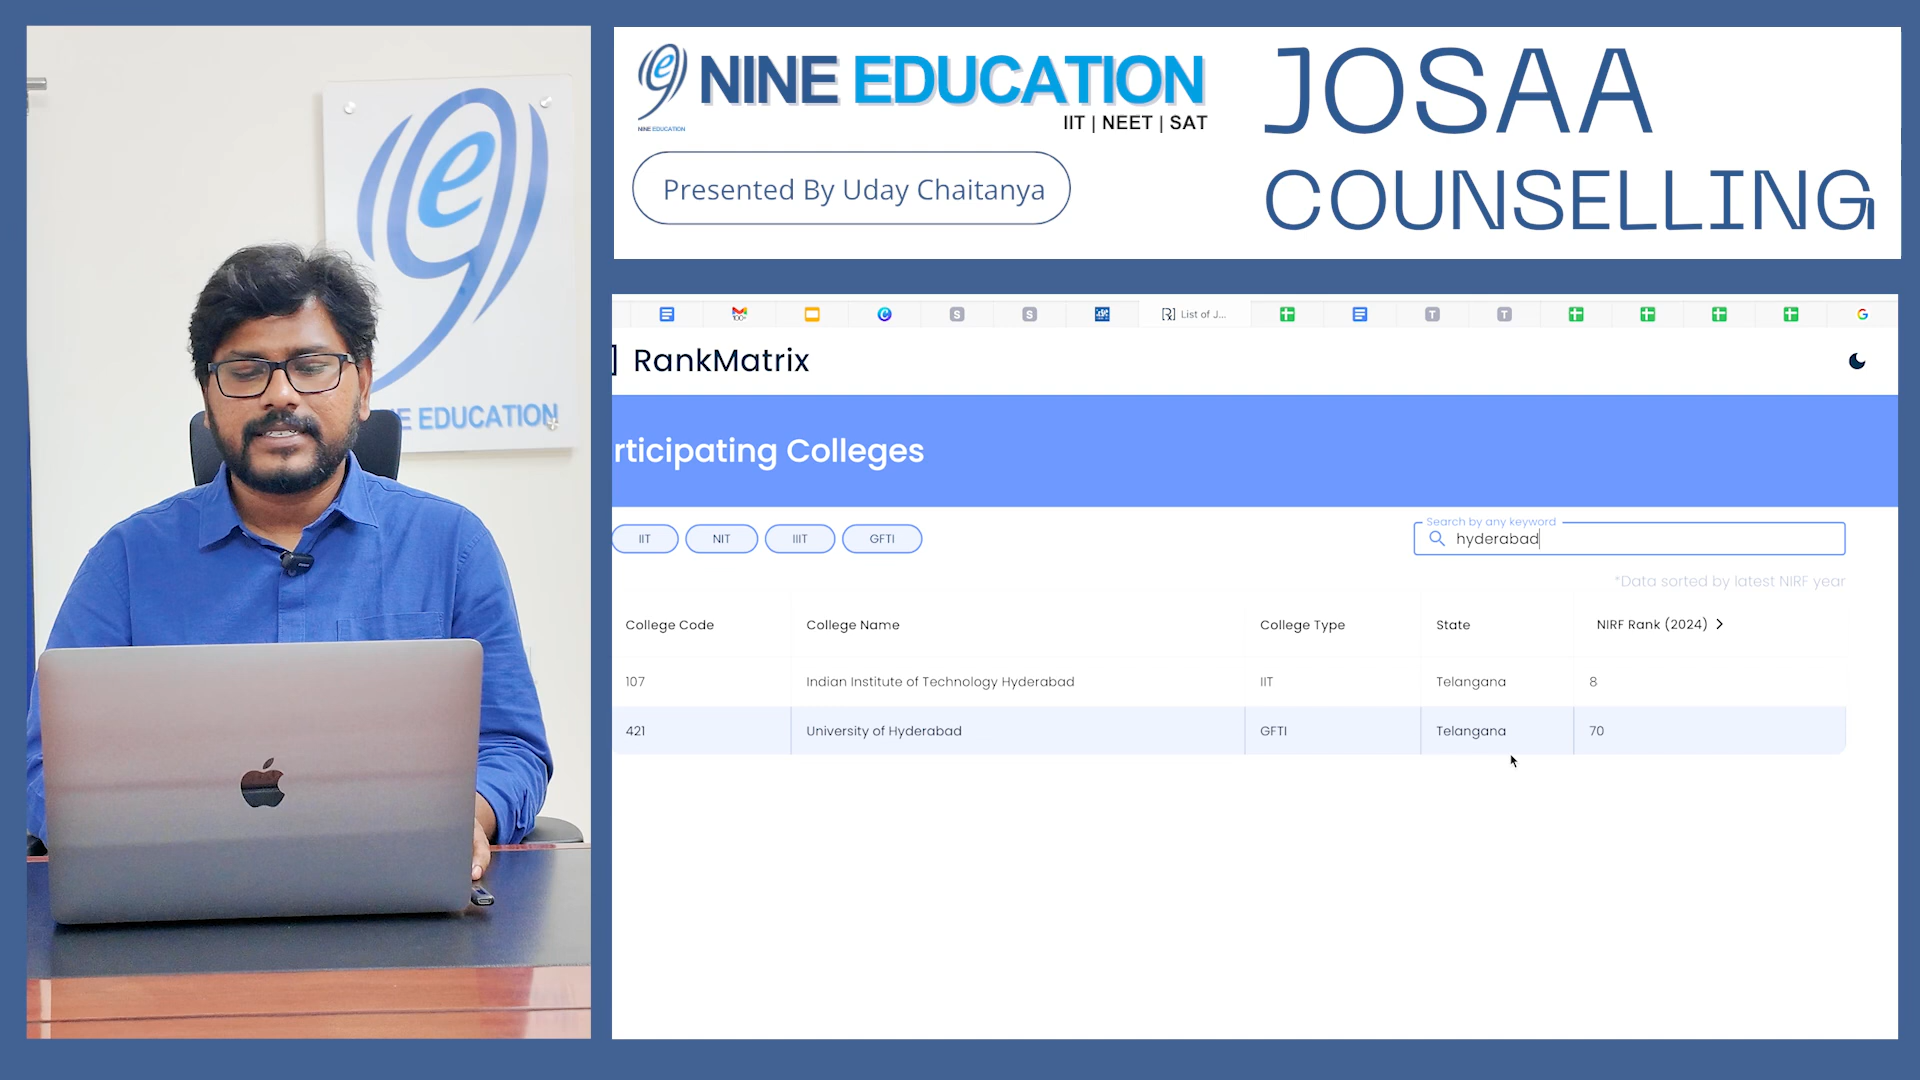 NINE EDUCATION
IIT | NEET | SAT
NINE EDUCATION
Presented By Uday Chaitanya
JOSAA
COUNSELLING
e
E EDUCATION
List of J...
RankMatrix
rticipating Colleges
IIT
NIT
IIIT
GFTI
Search by any keyword
hyderabad
*Data sorted by latest NIRF year
College Code College Name College Type State NIRF Rank (2024)
107 Indian Institute of Technology Hyderabad IIT Telangana 8
421 University of Hyderabad GFTI Telangana 70